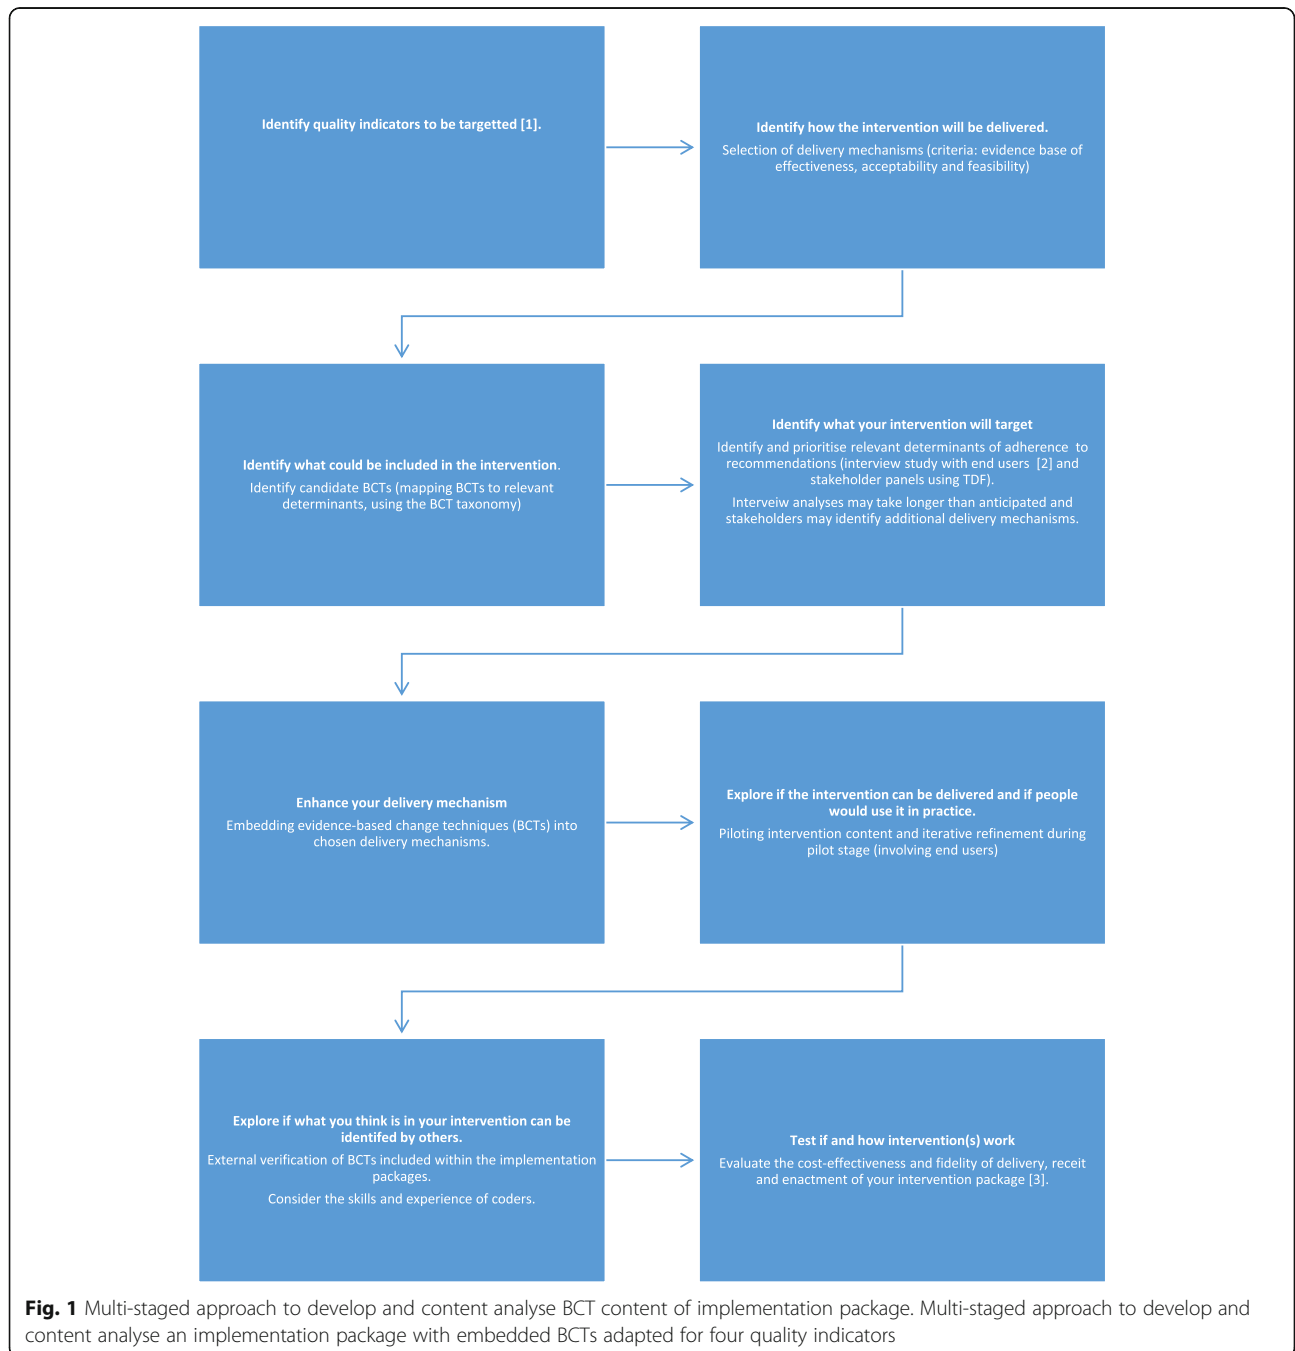 Identify quality indicators to be targetted [1].
Identify how the intervention will be delivered.
Selection of delivery mechanisms (criteria: evidence base of
effectiveness, acceptability and feasibility)
Identify what could be included in the intervention.
Identify candidate BCTs (mapping BCTs to relevant
determinants, using the BCT taxonomy)
Identify what your intervention will target
Identify and prioritise relevant determinants of adherence to
recommendations (interview study with end users [2] and
stakeholder panels using TDF).
Interveiw analyses may take longer than anticipated and
stakeholders may identify additional delivery mechanisms.
Enhance your delivery mechanism
Embedding evidence-based change techniques (BCTs) into
chosen delivery mechanisms.
Explore if the intervention can be delivered and if people
would use it in practice.
Piloting intervention content and iterative refinement during
pilot stage (involving end users)
Explore if what you think is in your intervention can be
identifed by others.
External verification of BCTs included within the implementation
packages.
Consider the skills and experience of coders.
Test if and how intervention(s) work
Evaluate the cost-effectiveness and fidelity of delivery, receit
and enactment of your intervention package [3].
Fig. 1 Multi-staged approach to develop and content analyse BCT content of implementation package. Multi-staged approach to develop and
content analyse an implementation package with embedded BCTs adapted for four quality indicators